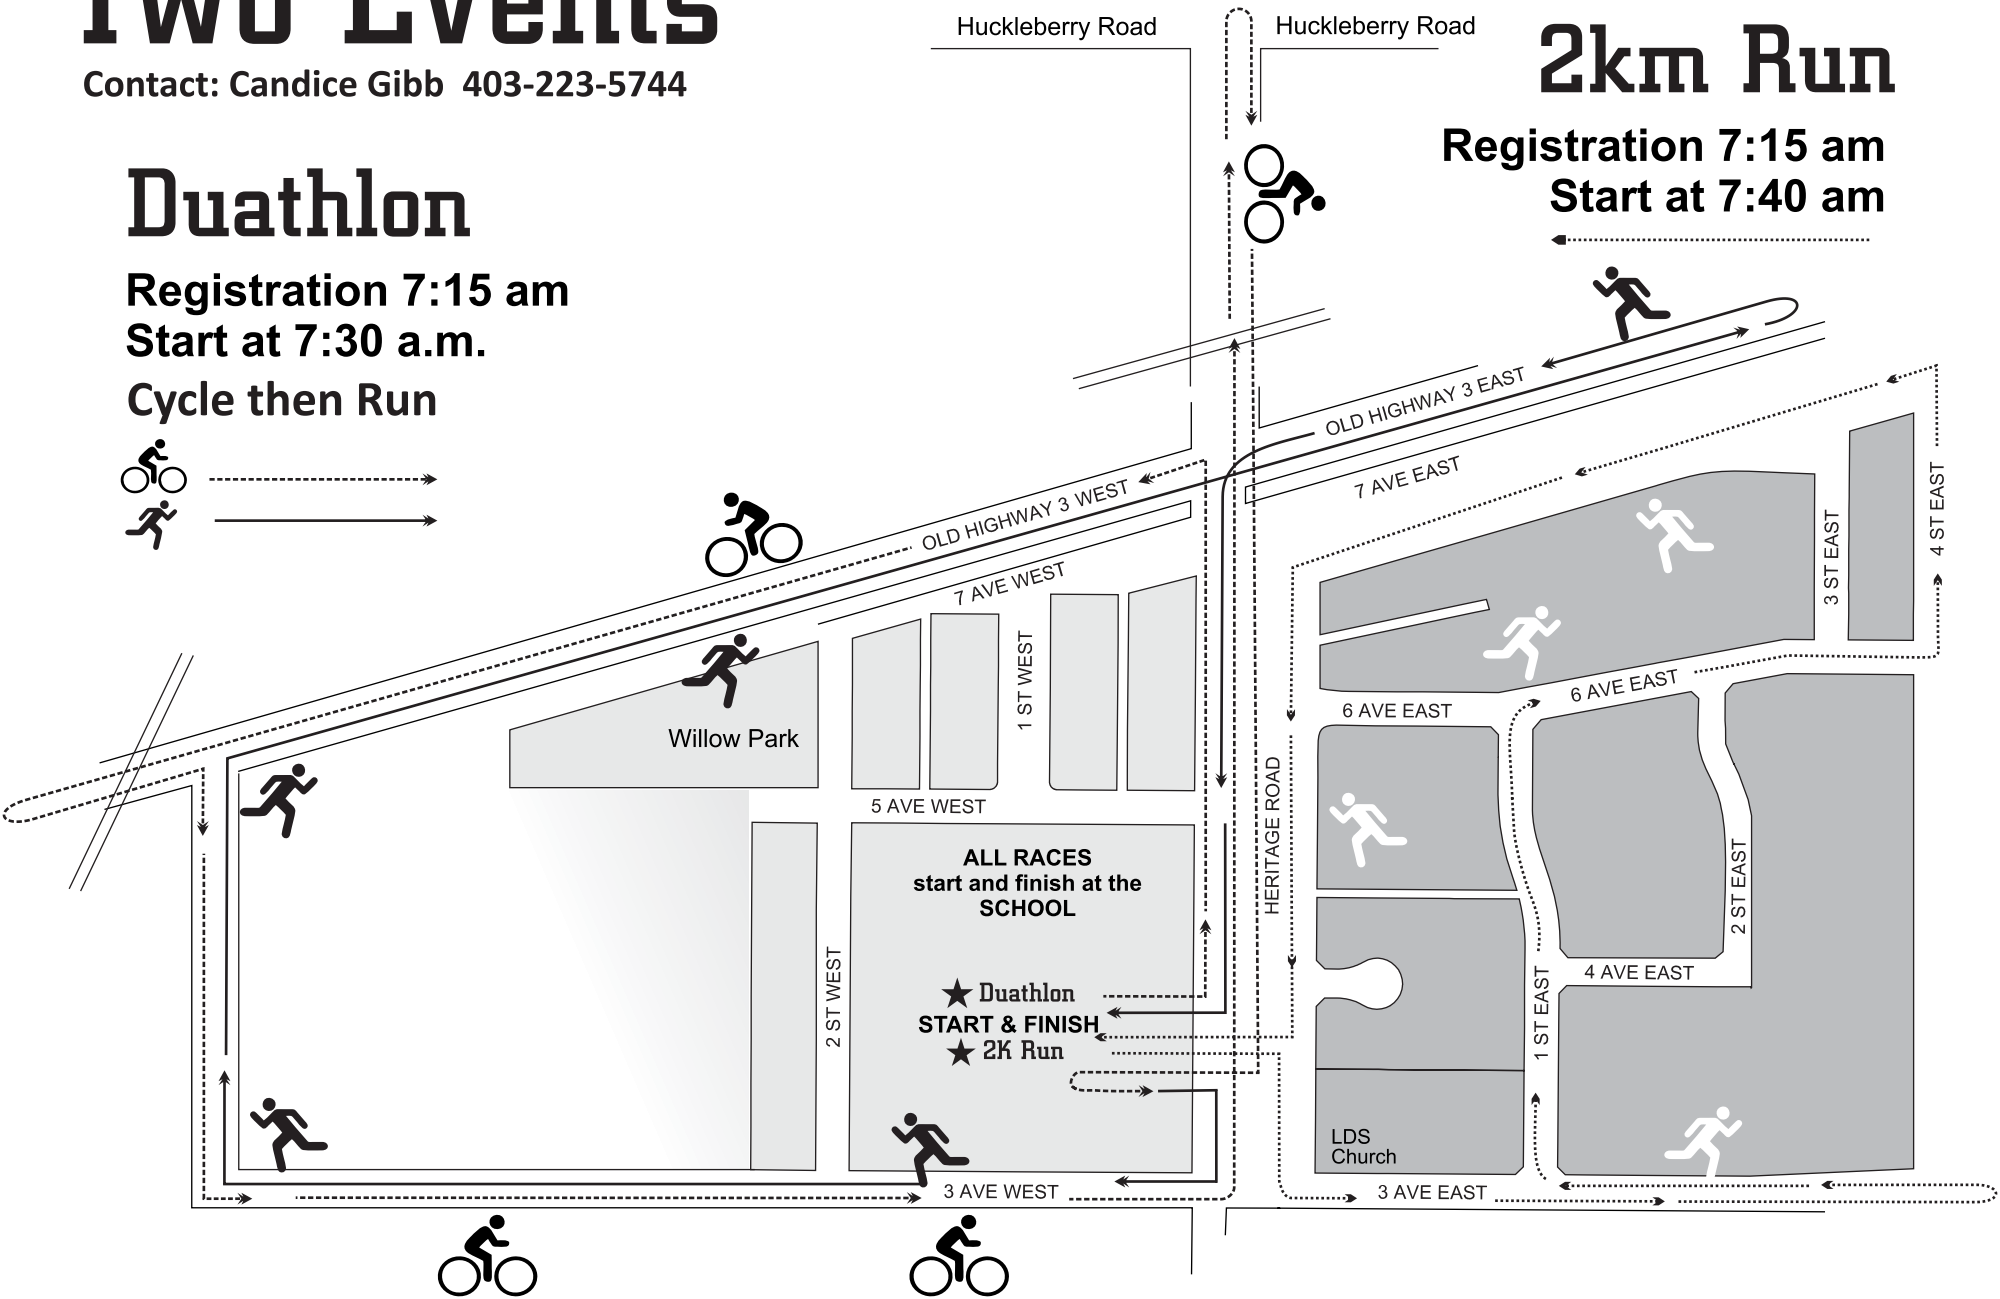 Two Events
Contact: Candice Gibb 403-223-5744
Duathlon
Registration 7:15 am
Start at 7:30 a.m.
Cycle then Run
Huckleberry Road
Huckleberry Road
2km Run
Registration 7:15 am
Start at 7:40 am
OLD HIGHWAY 3 EAST
7 AVE EAST
OLD HIGHWAY 3 WEST
7 AVE WEST
4 ST EAST
3 ST EAST
1 ST WEST
Willow Park
6 AVE EAST
6 AVE EAST
5 AVE WEST
HERITAGE ROAD
ALL RACES
start and finish at the
SCHOOL
2 ST EAST
4 AVE EAST
2 ST WEST
1 ST EAST
Duathlon
START & FINISH
2K Run
LDS
Church
3 AVE WEST
3 AVE EAST